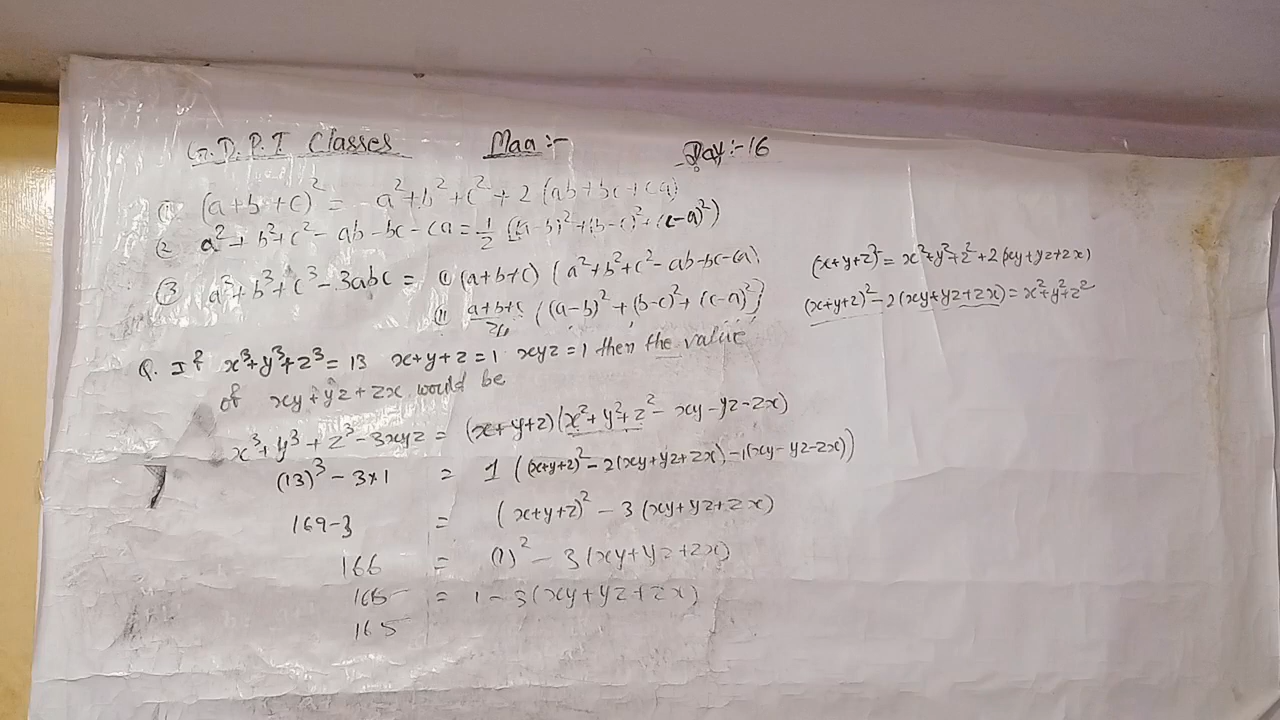 G.D.P.I Classes Maa :- Day :- 16
① (a+b+c)² = a²+b²+c²+2(ab+bc+ca)
② a²+b²+c²-ab-bc-ca = 1/2 [(a-b)²+(b-c)²+(c-a)²)
③ a³+b³+c³-3abc = (i) (a+b+c) (a²+b²+c²-ab-bc-ca)
(ii) a+b+c/2 ((a-b)²+(b-c)²+(c-a)²]
(x+y+z)² = x²+y²+z²+2(xy+yz+zx)
(x+y+z)²-2(xy+yz+zx) = x²+y²+z²
Q. If x³+y³+z³=13 x+y+z=1 xyz=1 then the value
of xy+yz+zx would be
x³+y³+z³-3xyz = (x+y+z)(x²+y²+z²-xy-yz-zx)
(13)³-3×1 = 1 ((x+y+z)²-2(xy+yz+zx)-1(xy-yz-zx))
169-3 = (x+y+z)²-3(xy+yz+zx)
166 = (1)²-3(xy+yz+zx)
165 = 1-3(xy+yz+zx)
165